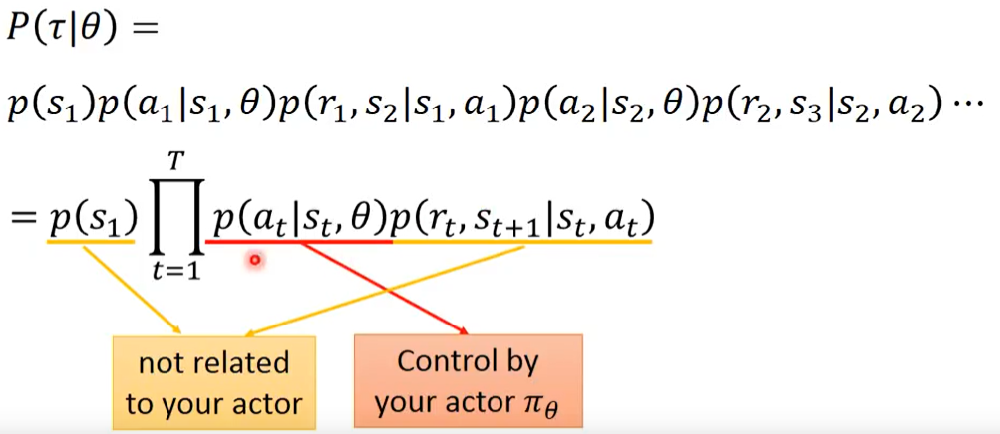 P(τ|θ) =
p(s₁)p(a₁|s₁, θ)p(r₁, s₂|s₁, a₁)p(a₂|s₂, θ)p(r₂, s₃|s₂, a₂) ⋯
= p(s₁) ∏_{t=1}^{T} p(aₜ|sₜ, θ)p(rₜ, sₜ₊₁|sₜ, aₜ)
not related
to your actor
Control by
your actor π_θ